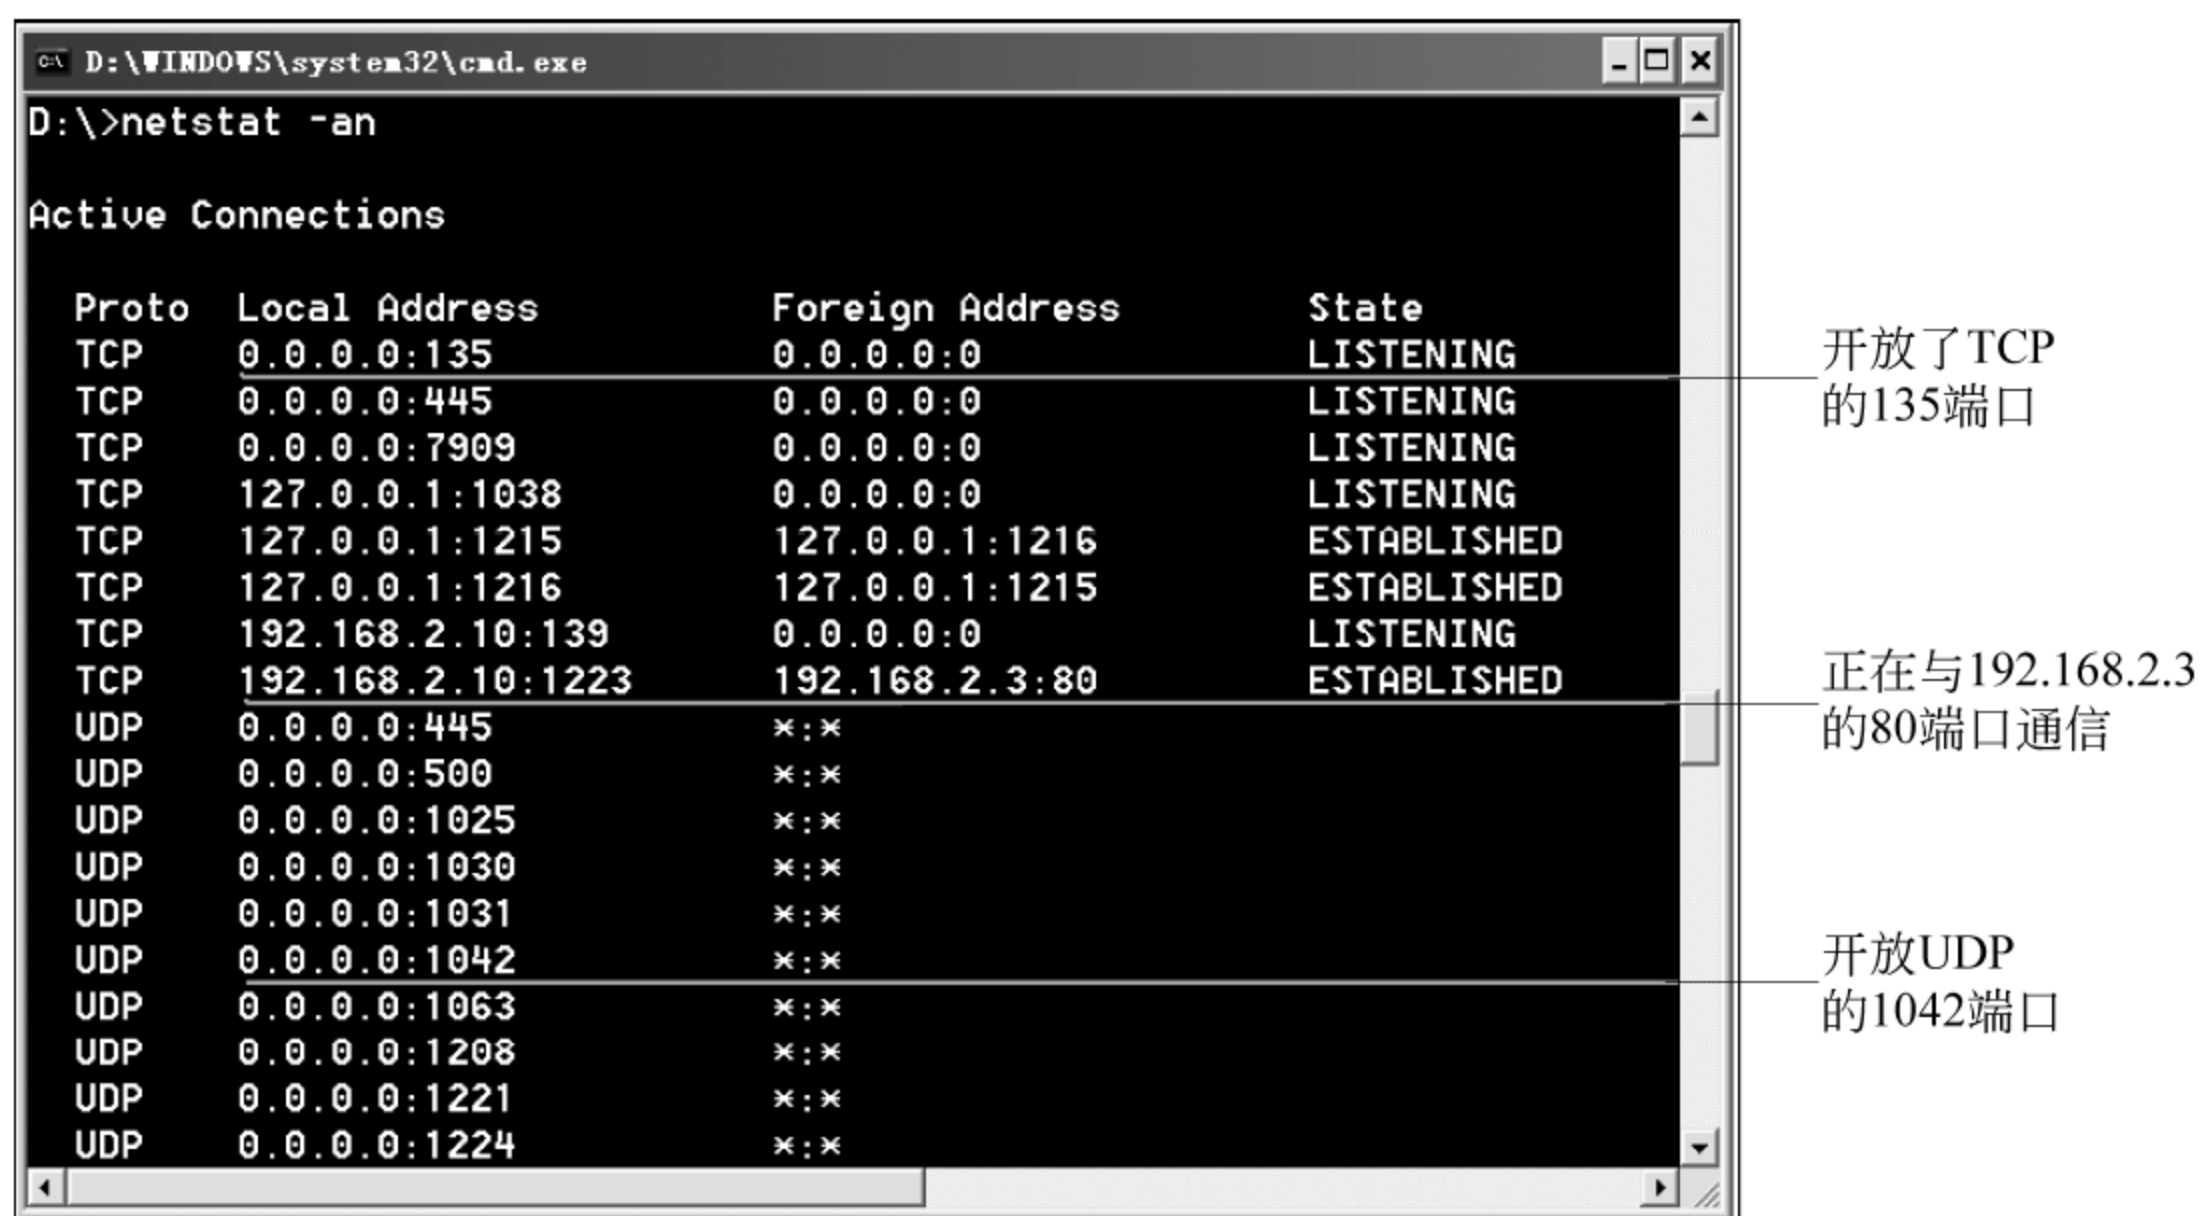 D:\WINDOWS\system32\cmd.exe
D:\>netstat -an
Active Connections
Proto Local Address Foreign Address State
TCP 0.0.0.0:135 0.0.0.0:0 LISTENING
TCP 0.0.0.0:445 0.0.0.0:0 LISTENING
TCP 0.0.0.0:7909 0.0.0.0:0 LISTENING
TCP 127.0.0.1:1038 0.0.0.0:0 LISTENING
TCP 127.0.0.1:1215 127.0.0.1:1216 ESTABLISHED
TCP 127.0.0.1:1216 127.0.0.1:1215 ESTABLISHED
TCP 192.168.2.10:139 0.0.0.0:0 LISTENING
TCP 192.168.2.10:1223 192.168.2.3:80 ESTABLISHED
UDP 0.0.0.0:445 *:*
UDP 0.0.0.0:500 *:*
UDP 0.0.0.0:1025 *:*
UDP 0.0.0.0:1030 *:*
UDP 0.0.0.0:1031 *:*
UDP 0.0.0.0:1042 *:*
UDP 0.0.0.0:1063 *:*
UDP 0.0.0.0:1208 *:*
UDP 0.0.0.0:1221 *:*
UDP 0.0.0.0:1224 *:*
开放了TCP
的135端口
正在与192.168.2.3
的80端口通信
开放UDP
的1042端口